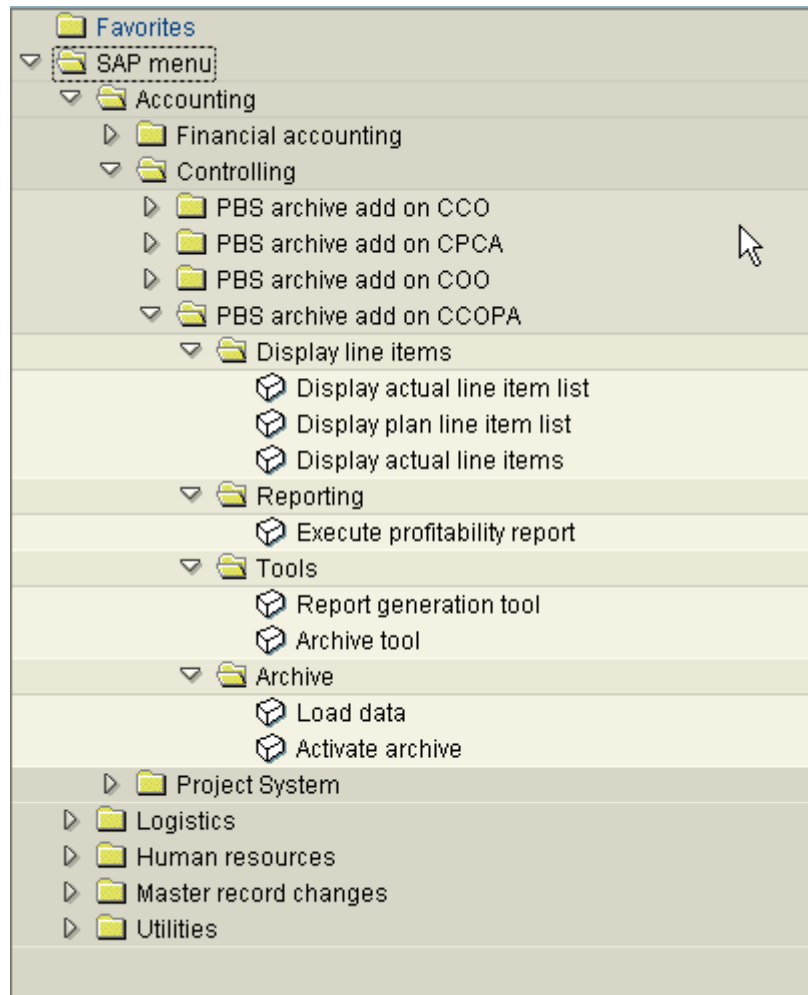 Favorites
SAP menu
Accounting
Financial accounting
Controlling
PBS archive add on CCO
PBS archive add on CPCA
PBS archive add on COO
PBS archive add on CCOPA
Display line items
Display actual line item list
Display plan line item list
Display actual line items
Reporting
Execute profitability report
Tools
Report generation tool
Archive tool
Archive
Load data
Activate archive
Project System
Logistics
Human resources
Master record changes
Utilities